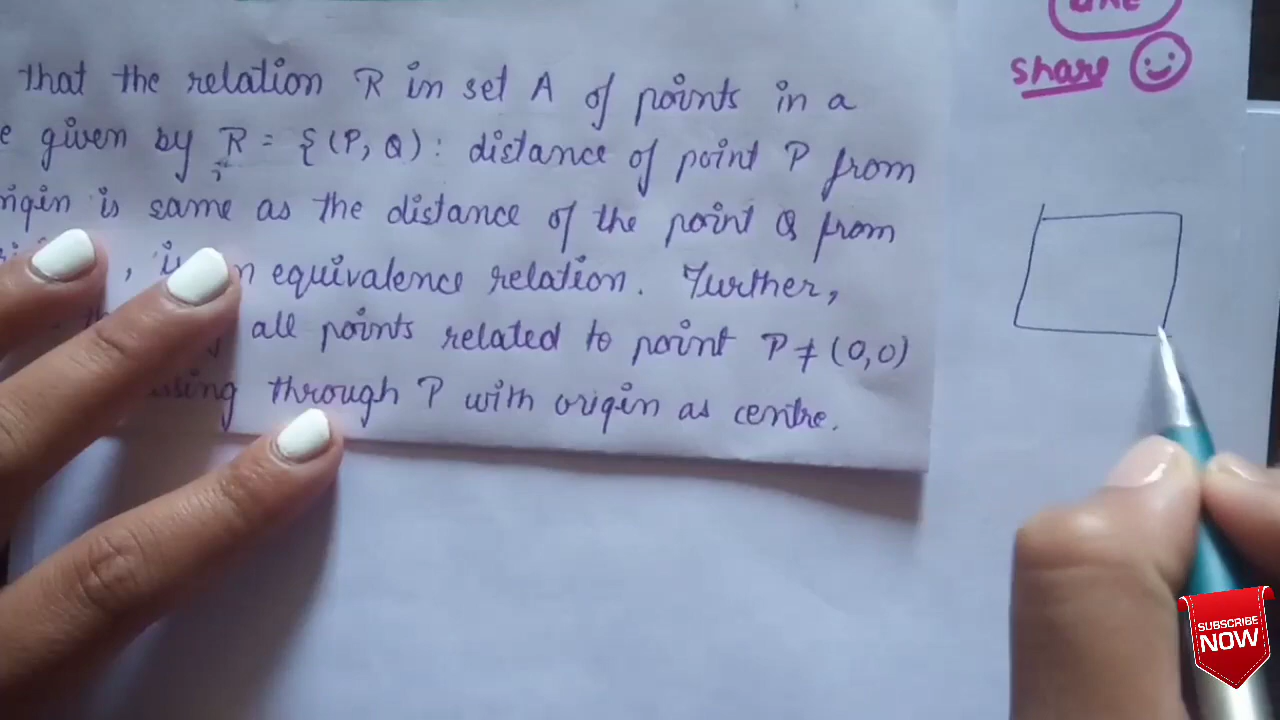 share
that the relation R in set A of points in a
given by R = {(P, Q) : distance of point P from
is same as the distance of the point Q from
, equivalence relation. Further,
all points related to point P ≠ (0,0)
through P with origin as centre.
SUBSCRIBE
NOW